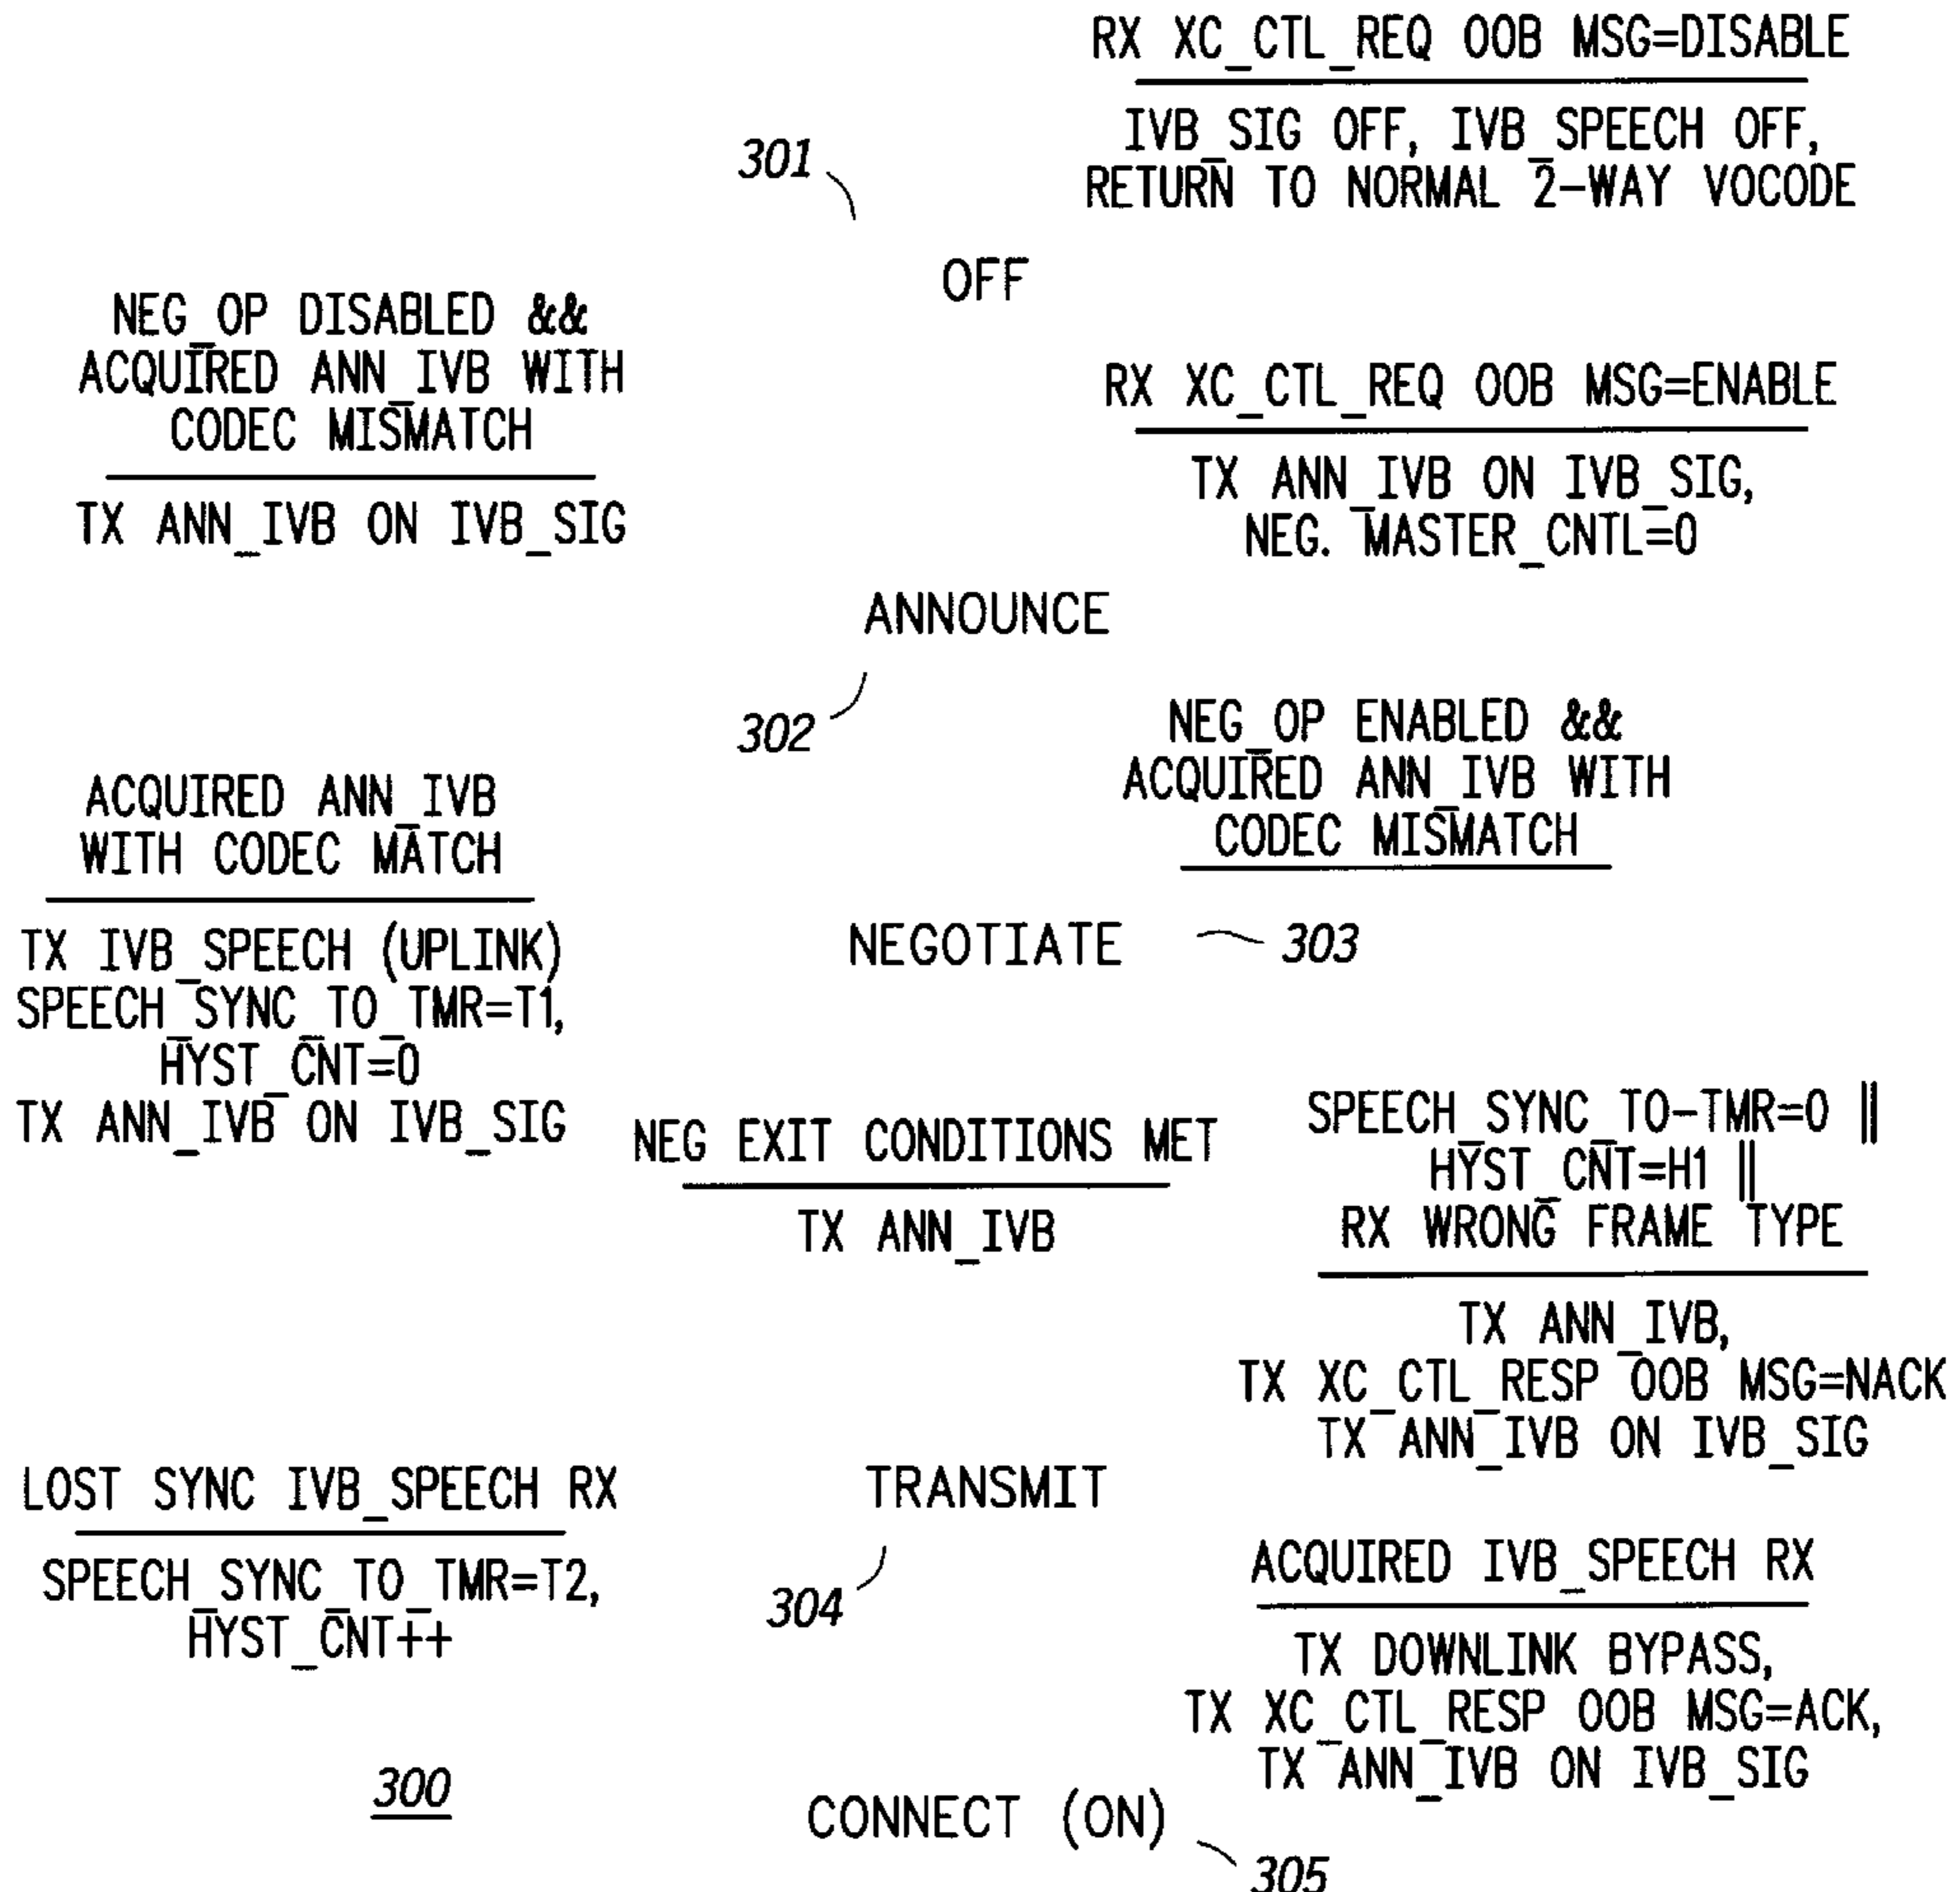 RX XC_CTL_REQ OOB MSG=DISABLE
IVB_SIG OFF, IVB_SPEECH OFF,
RETURN TO NORMAL 2-WAY VOCODE
301
OFF
NEG_OP DISABLED &&
ACQUIRED ANN_IVB WITH
CODEC MISMATCH
TX ANN_IVB ON IVB_SIG
RX XC_CTL_REQ OOB MSG=ENABLE
TX ANN_IVB ON IVB_SIG,
NEG. MASTER_CNTL=0
ANNOUNCE
302
NEG_OP ENABLED &&
ACQUIRED ANN_IVB WITH
CODEC MISMATCH
ACQUIRED ANN_IVB
WITH CODEC MATCH
TX IVB_SPEECH (UPLINK)
SPEECH_SYNC_TO_TMR=T1,
HYST_CNT=0
TX ANN_IVB ON IVB_SIG
NEGOTIATE
303
NEG EXIT CONDITIONS MET
TX ANN_IVB
SPEECH_SYNC_TO-TMR=0 ||
HYST_CNT=H1 ||
RX WRONG FRAME TYPE
TX ANN_IVB,
TX XC_CTL_RESP OOB MSG=NACK
TX ANN_IVB ON IVB_SIG
LOST SYNC IVB_SPEECH RX
SPEECH_SYNC_TO_TMR=T2,
HYST_CNT++
TRANSMIT
304
ACQUIRED IVB_SPEECH RX
TX DOWNLINK BYPASS,
TX XC_CTL_RESP OOB MSG=ACK,
TX ANN_IVB ON IVB_SIG
300
CONNECT (ON)
305